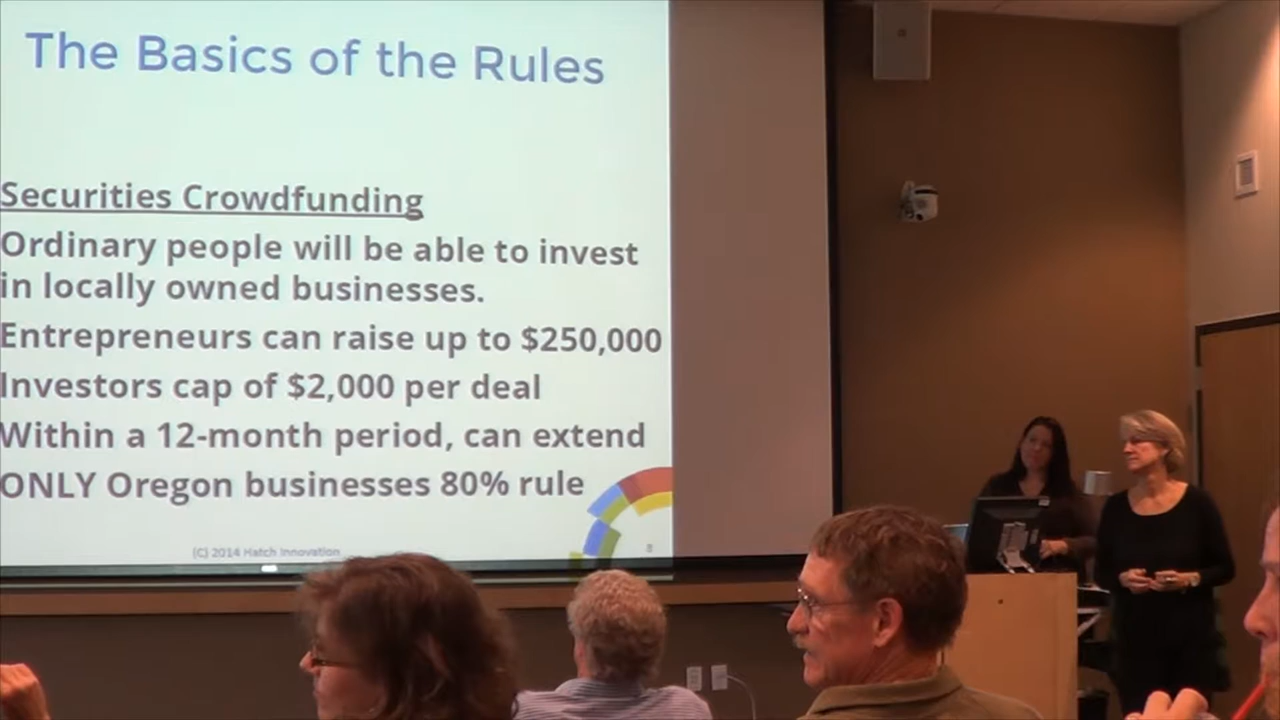 The Basics of the Rules
Securities Crowdfunding
Ordinary people will be able to invest
in locally owned businesses.
Entrepreneurs can raise up to $250,000
Investors cap of $2,000 per deal
Within a 12-month period, can extend
ONLY Oregon businesses 80% rule
(C) 2014 Hatch Innovation
8